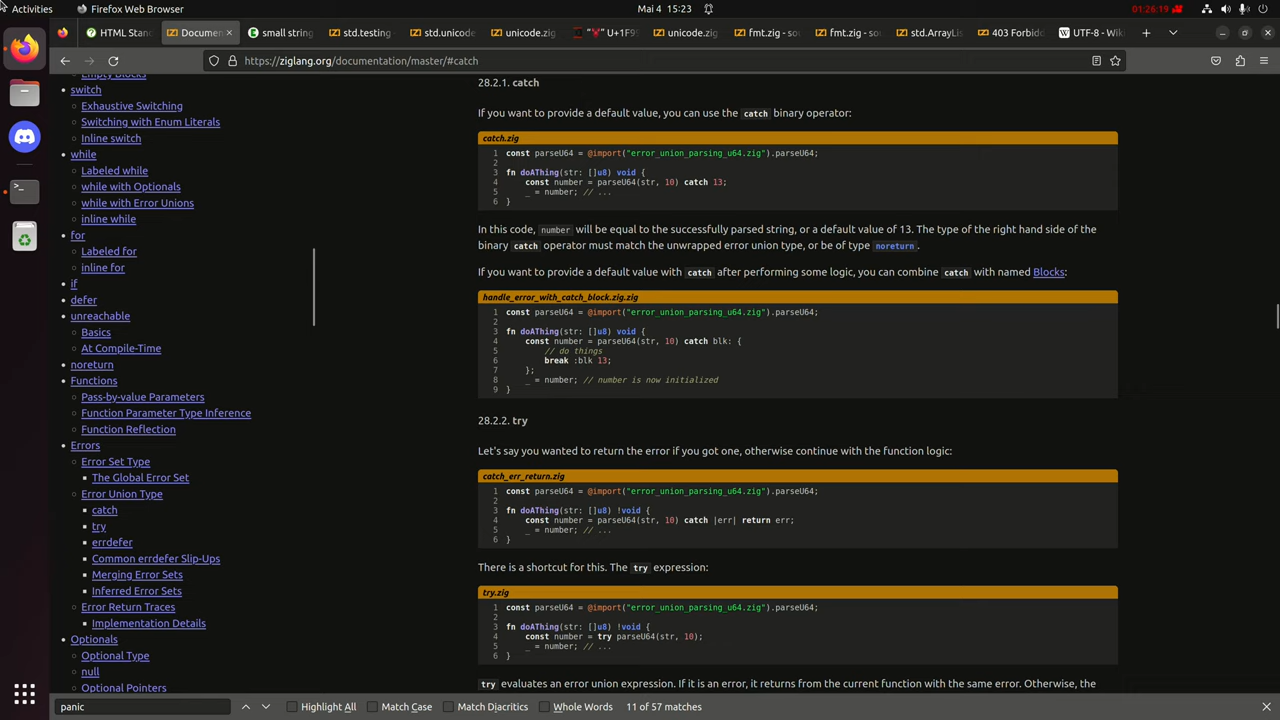 Activities
Firefox Web Browser
Mai 4 15:23
01:26:19
HTML Stan
Documen
small string
std.testing
std.unicode
unicode.zig
"🦎" U+1F9
unicode.zig
fmt.zig - so
fmt.zig - sou
std.ArrayLis
403 Forbido
UTF-8 - Wiki
https://ziglang.org/documentation/master/#catch
Empty Blocks
switch
Exhaustive Switching
Switching with Enum Literals
Inline switch
while
Labeled while
while with Optionals
while with Error Unions
inline while
for
Labeled for
inline for
if
defer
unreachable
Basics
At Compile-Time
noreturn
Functions
Pass-by-value Parameters
Function Parameter Type Inference
Function Reflection
Errors
Error Set Type
The Global Error Set
Error Union Type
catch
try
errdefer
Common errdefer Slip-Ups
Merging Error Sets
Inferred Error Sets
Error Return Traces
Implementation Details
Optionals
Optional Type
null
Optional Pointers
28.2.1. catch
If you want to provide a default value, you can use the catch binary operator:
catch.zig
1 const parseU64 = @import("error_union_parsing_u64.zig").parseU64;
2
3 fn doAThing(str: []u8) void {
4 const number = parseU64(str, 10) catch 13;
5 _ = number; // ...
6 }
In this code, number will be equal to the successfully parsed string, or a default value of 13. The type of the right hand side of the
binary catch operator must match the unwrapped error union type, or be of type noreturn.
If you want to provide a default value with catch after performing some logic, you can combine catch with named Blocks:
handle_error_with_catch_block.zig.zig
1 const parseU64 = @import("error_union_parsing_u64.zig").parseU64;
2
3 fn doAThing(str: []u8) void {
4 const number = parseU64(str, 10) catch blk: {
5 // do things
6 break :blk 13;
7 };
8 _ = number; // number is now initialized
9 }
28.2.2. try
Let's say you wanted to return the error if you got one, otherwise continue with the function logic:
catch_err_return.zig
1 const parseU64 = @import("error_union_parsing_u64.zig").parseU64;
2
3 fn doAThing(str: []u8) !void {
4 const number = parseU64(str, 10) catch |err| return err;
5 _ = number; // ...
6 }
There is a shortcut for this. The try expression:
try.zig
1 const parseU64 = @import("error_union_parsing_u64.zig").parseU64;
2
3 fn doAThing(str: []u8) !void {
4 const number = try parseU64(str, 10);
5 _ = number; // ...
6 }
try evaluates an error union expression. If it is an error, it returns from the current function with the same error. Otherwise, the
panic
Highlight All
Match Case
Match Diacritics
Whole Words
11 of 57 matches